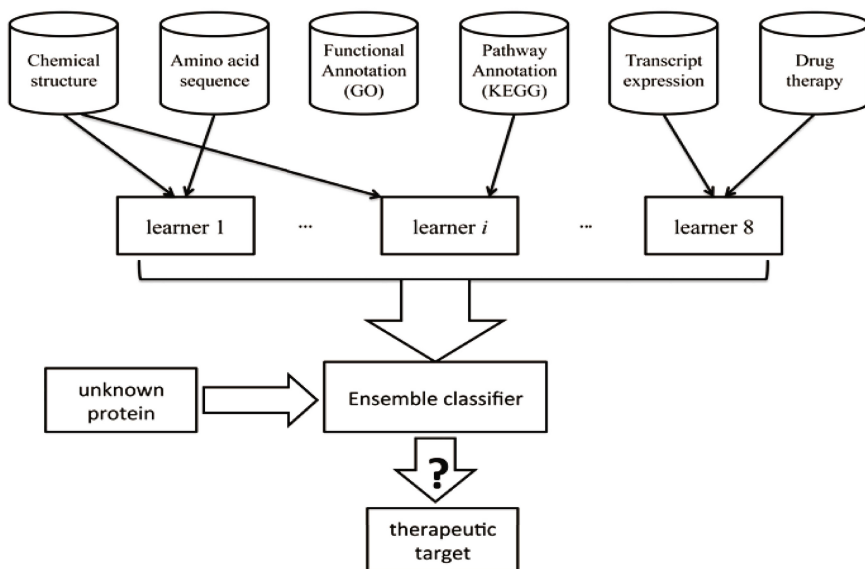 Chemical
structure
Amino acid
sequence
Functional
Annotation
(GO)
Pathway
Annotation
(KEGG)
Transcript
expression
Drug
therapy
learner 1
...
learner i
...
learner 8
unknown
protein
Ensemble classifier
?
therapeutic
target